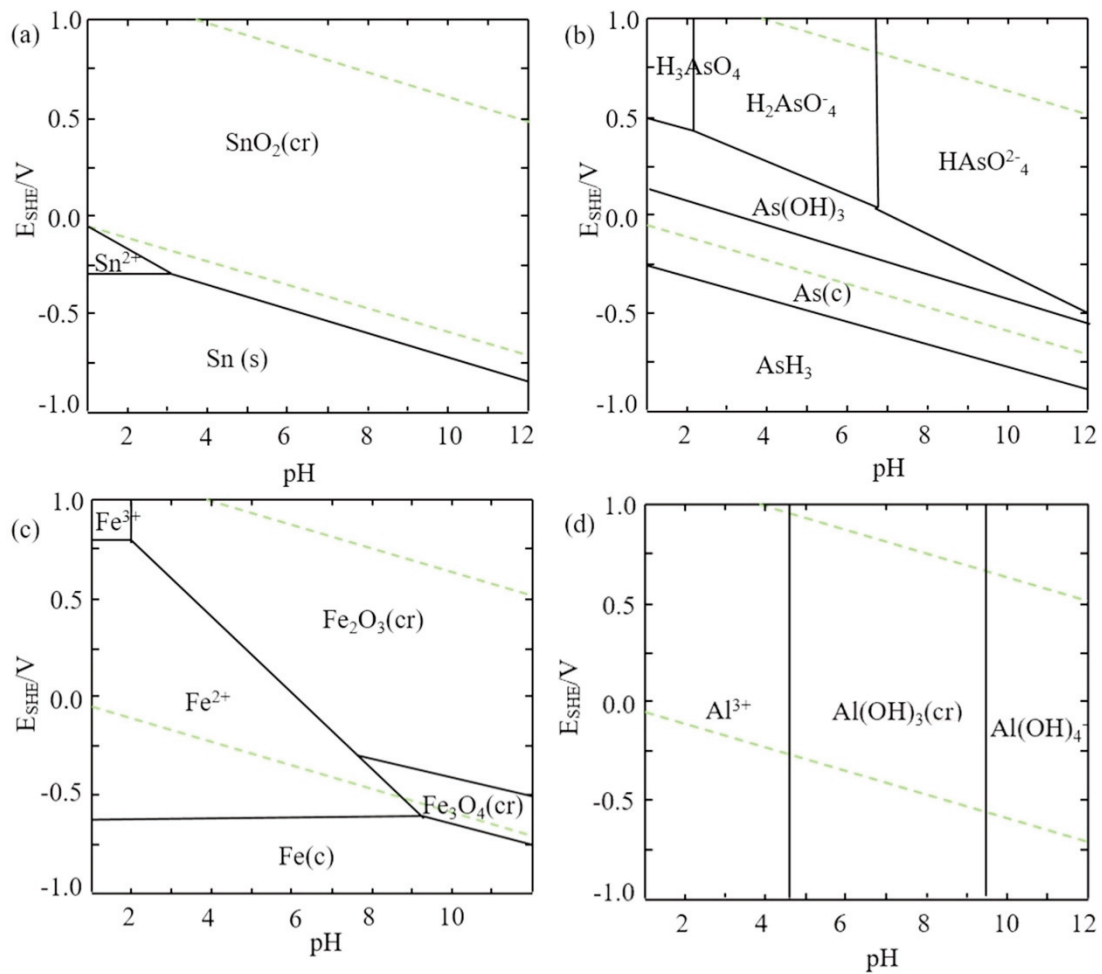 (a)
1.0
0.5
0.0
-0.5
-1.0
E_SHE/V
SnO₂(cr)
Sn²⁺
Sn (s)
2 4 6 8 10 12
pH
(b)
1.0
0.5
0.0
-0.5
-1.0
E_SHE/V
H₃AsO₄
H₂AsO⁻₄
HAsO²⁻₄
As(OH)₃
As(c)
AsH₃
2 4 6 8 10 12
pH
(c)
1.0
0.5
0.0
-0.5
-1.0
E_SHE/V
Fe³⁺
Fe₂O₃(cr)
Fe²⁺
Fe₃O₄(cr)
Fe(c)
2 4 6 8 10
pH
(d)
1.0
0.5
0.0
-0.5
-1.0
E_SHE/V
Al³⁺
Al(OH)₃(cr)
Al(OH)₄⁻
2 4 6 8 10 12
pH